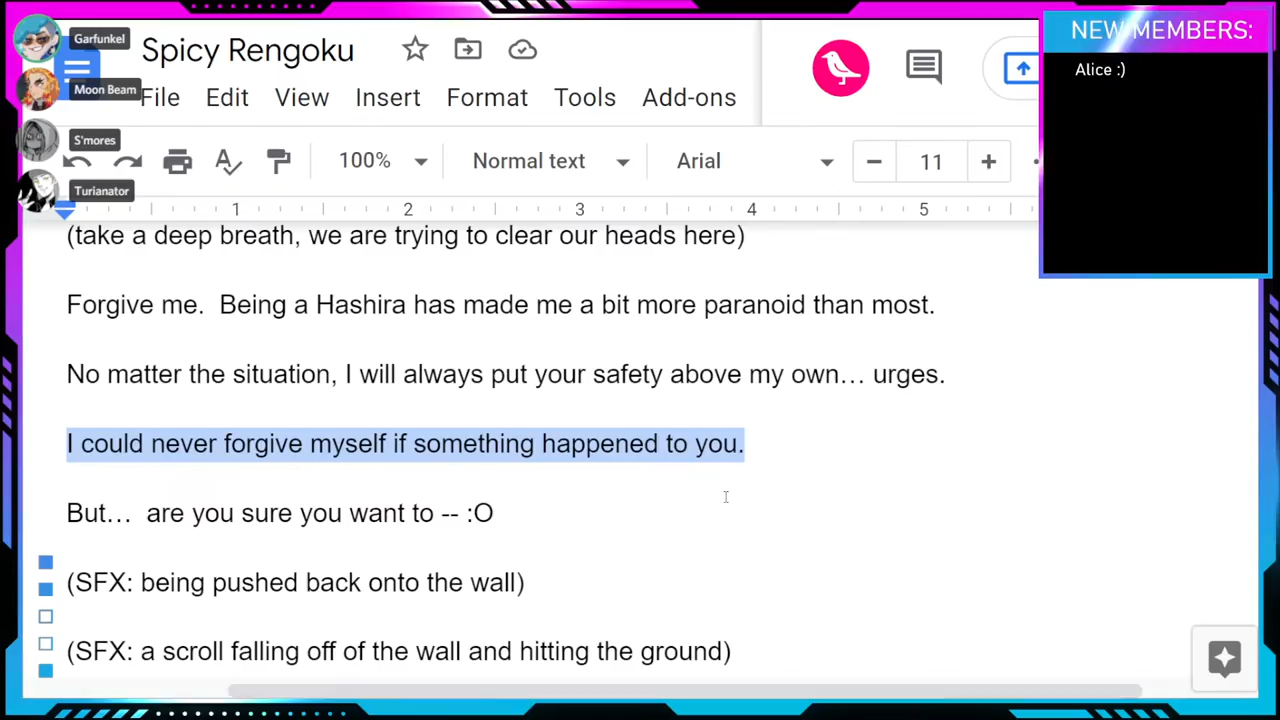 Garfunkel
Moon Beam
S'mores
Turianator
Spicy Rengoku
File Edit View Insert Format Tools Add-ons
NEW MEMBERS:
Alice :)
100% Normal text Arial 11
1 2 3 4 5
(take a deep breath, we are trying to clear our heads here)
Forgive me.  Being a Hashira has made me a bit more paranoid than most.
No matter the situation, I will always put your safety above my own… urges.
I could never forgive myself if something happened to you.
But…  are you sure you want to -- :O
(SFX: being pushed back onto the wall)
(SFX: a scroll falling off of the wall and hitting the ground)